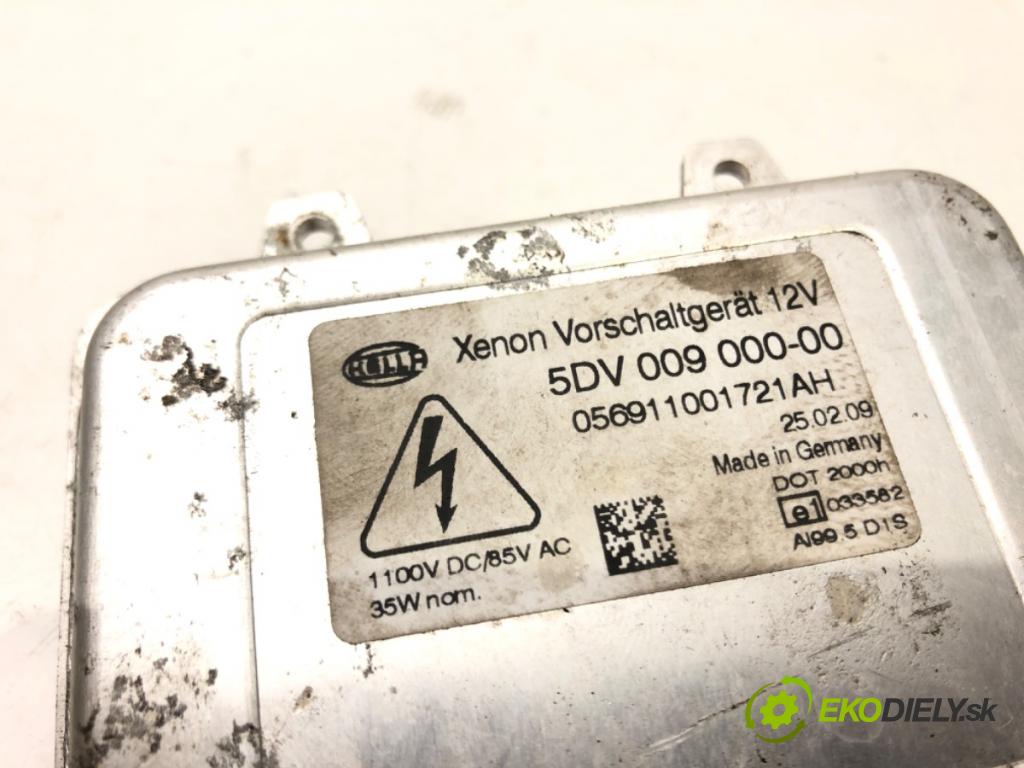 HELLA
Xenon Vorschaltgerät 12V
5DV 009 000-00
056911001721AH
25.02.09
Made in Germany
DOT 2000h
e1 033582
Al99.5 D1S
1100V DC/85V AC
35W nom.
EKODIELY.sk